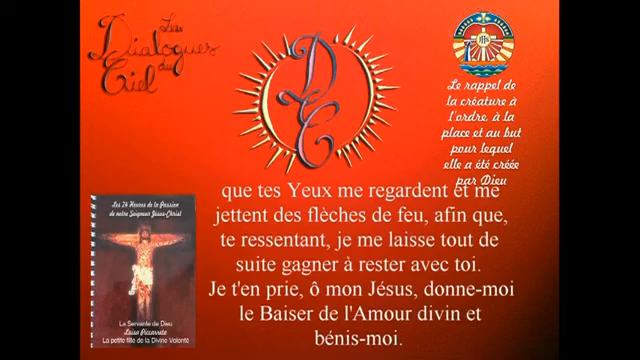 Les
Dialogues
du
Ciel
D
C
JHS
Le rappel de
la créature à
l'ordre, à la
place et au but
pour lequel
elle a été créée
par Dieu
Les 24 Heures de la Passion
de notre Seigneur Jésus-Christ
La Servante de Dieu
Luisa Piccarreta
La petite fille de la Divine Volonté
que tes Yeux me regardent et me
jettent des flèches de feu, afin que,
te ressentant, je me laisse tout de
suite gagner à rester avec toi.
Je t'en prie, ô mon Jésus, donne-moi
le Baiser de l'Amour divin et
bénis-moi.